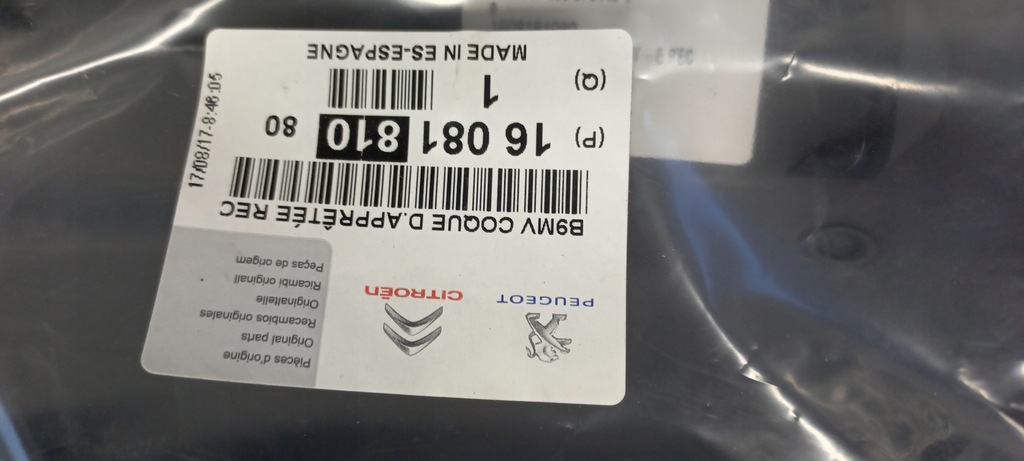 PEUGEOT
CITROËN
Pièces d'origine
Original parts
Recambios originales
Originalteile
Ricambi originali
Peças de origem
B9MV COQUE D.APPRÊTÉE REC
(P) 16 081 810 80
(Q) 1
MADE IN ES-ESPAGNE
17/08/17-8:46:05